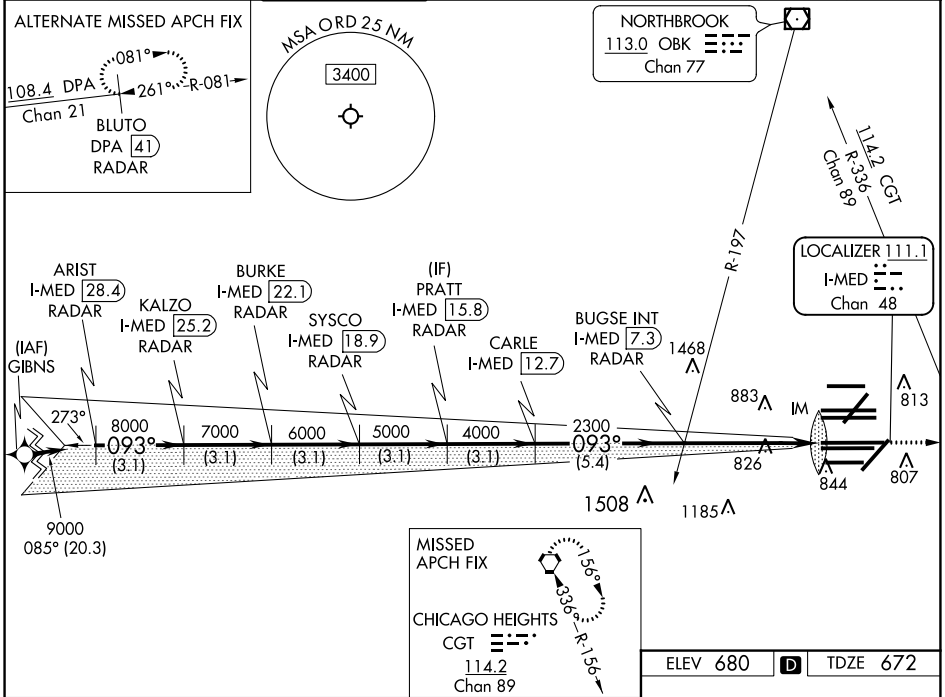 ALTERNATE MISSED APCH FIX
081°
108.4 DPA
Chan 21
261°
R-081
BLUTO
DPA 41
RADAR
MSA ORD 25 NM
3400
NORTHBROOK
113.0 OBK
Chan 77
114.2 CGT
R-336
Chan 89
R-197
LOCALIZER 111.1
I-MED
Chan 48
ARIST
I-MED 28.4
RADAR
KALZO
I-MED 25.2
RADAR
BURKE
I-MED 22.1
RADAR
SYSCO
I-MED 18.9
RADAR
(IF)
PRATT
I-MED 15.8
RADAR
CARLE
I-MED 12.7
BUGSE INT
I-MED 7.3
RADAR
1468
(IAF)
GIBNS
273°
8000
093°
(3.1)
7000
(3.1)
6000
(3.1)
5000
(3.1)
4000
(3.1)
2300
093°
(5.4)
883
IM
813
826
844
807
1508
1185
9000
085° (20.3)
MISSED
APCH FIX
156°
336°
R-156
CHICAGO HEIGHTS
CGT
114.2
Chan 89
ELEV 680
D
TDZE 672